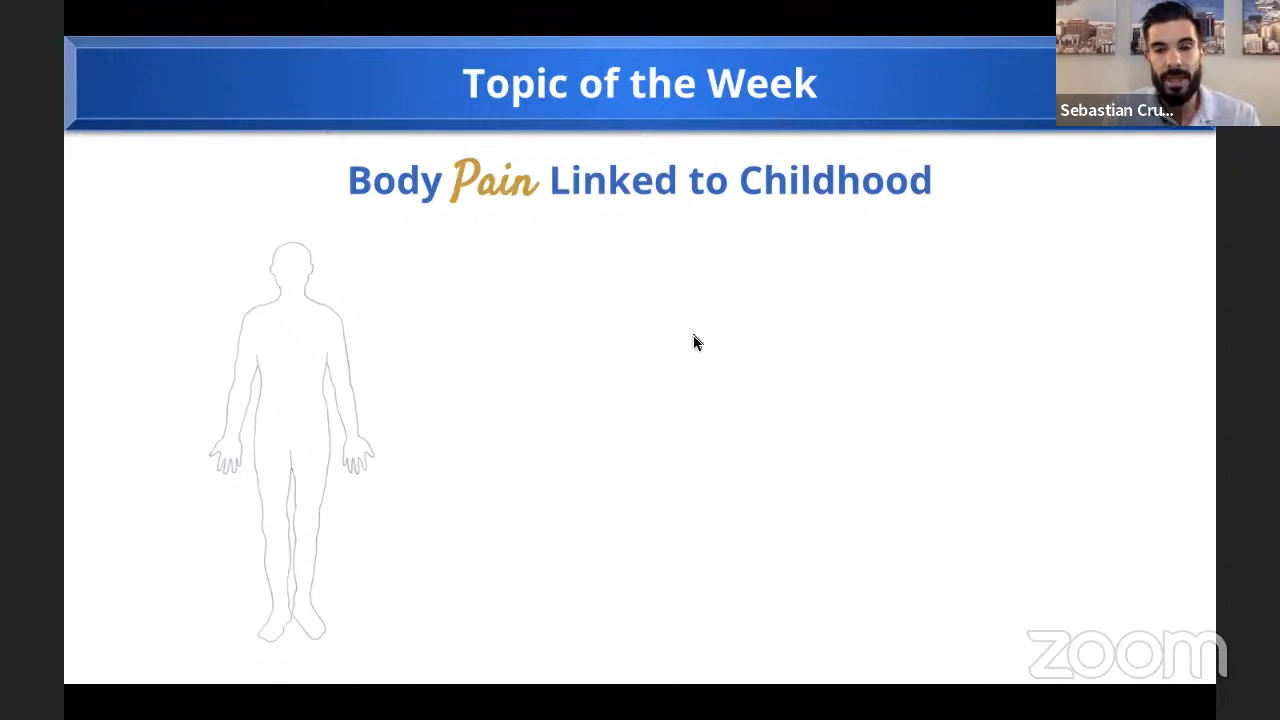 Topic of the Week
Sebastian Cru...
Body Pain Linked to Childhood
zoom